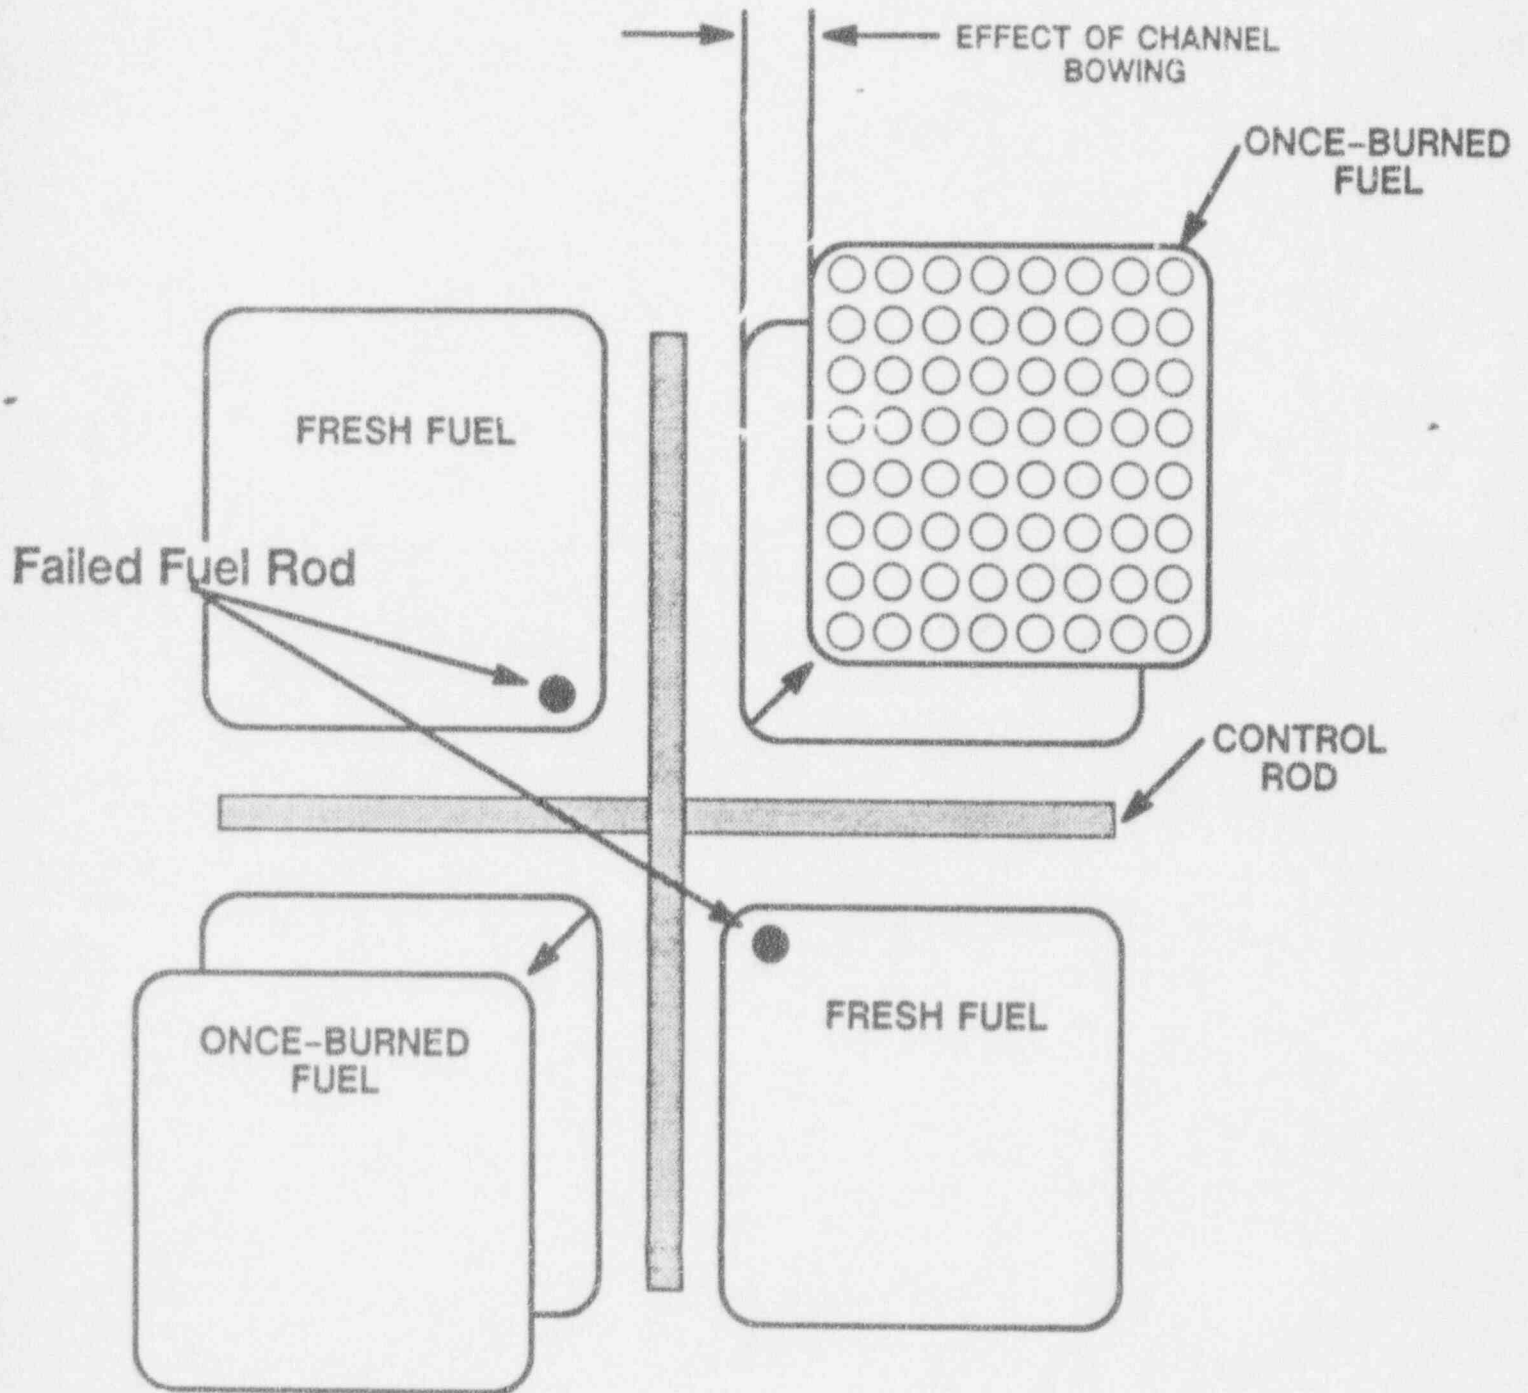 EFFECT OF CHANNEL
BOWING
ONCE-BURNED
FUEL
FRESH FUEL
Failed Fuel Rod
CONTROL
ROD
ONCE-BURNED
FUEL
FRESH FUEL